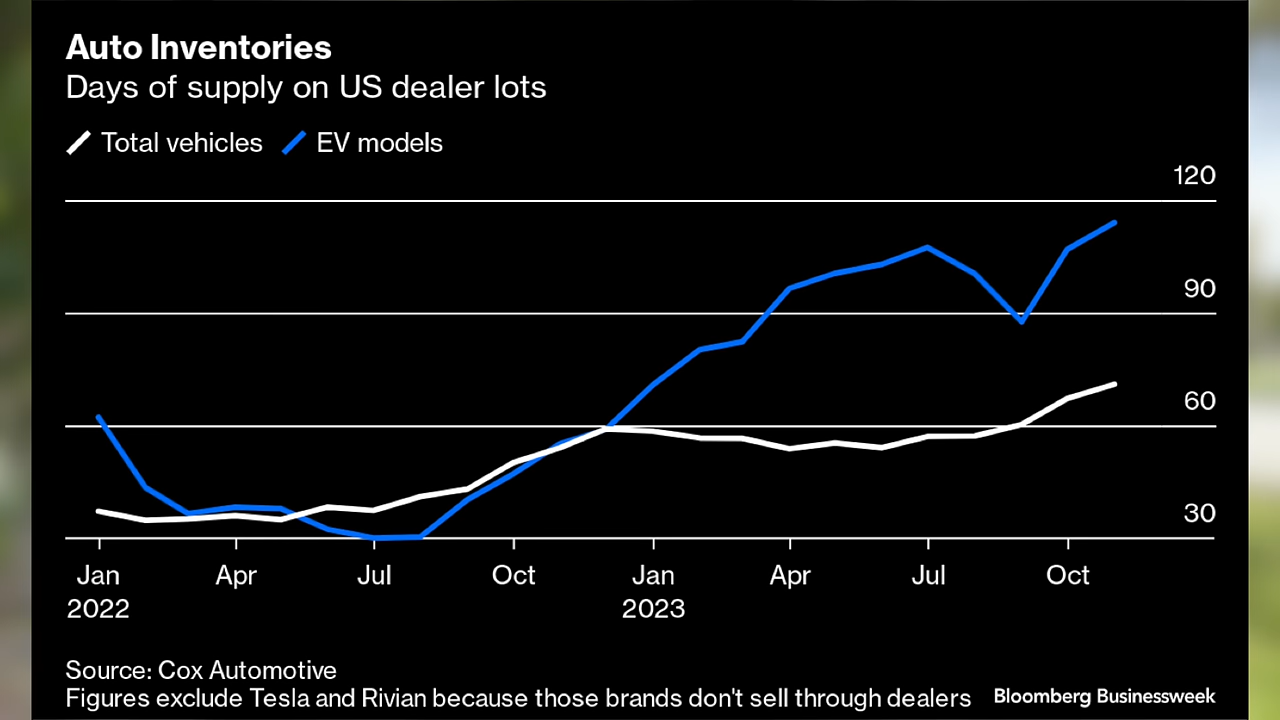 Auto Inventories
Days of supply on US dealer lots
Total vehicles EV models
120
90
60
30
Jan Apr Jul Oct Jan Apr Jul Oct
2022 2023
Source: Cox Automotive
Figures exclude Tesla and Rivian because those brands don't sell through dealers Bloomberg Businessweek